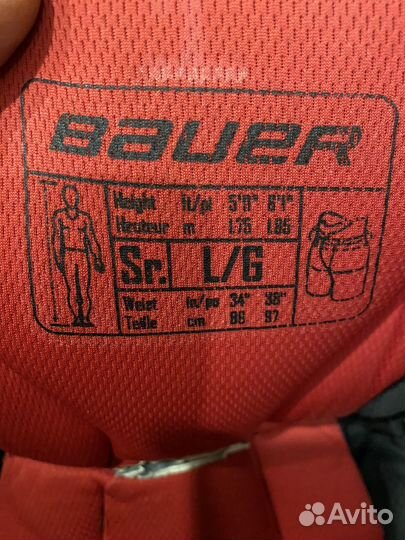 BAUER
Height ft/pi 5'9" 6'1"
Hauteur m 1.75 1.85
Sr. L/G
Waist in/po 34" 38"
Taille cm 86 97
Avito